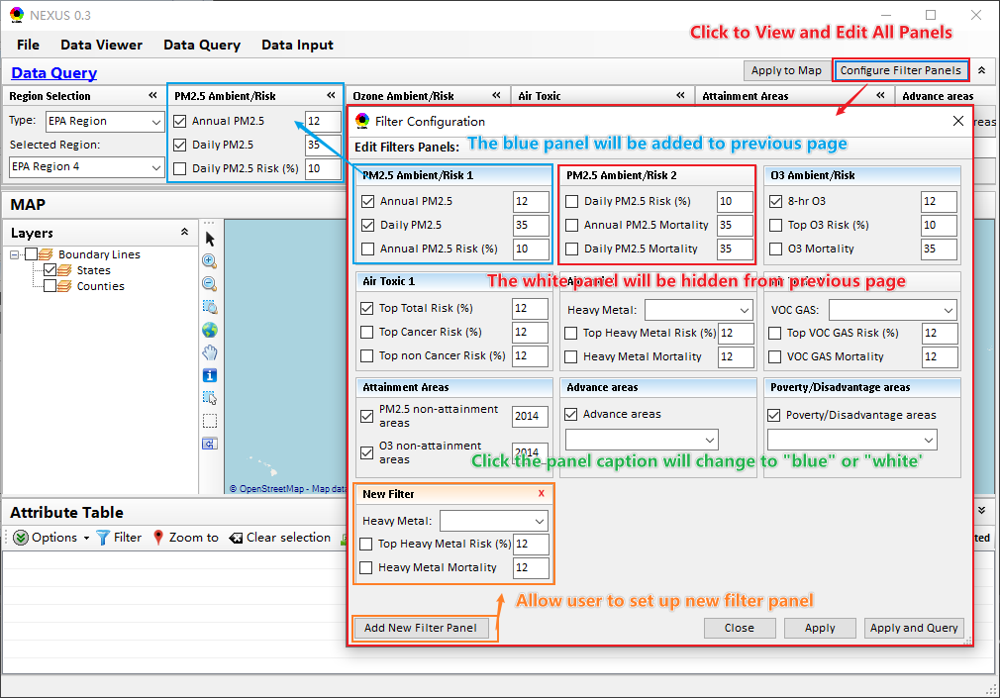 NEXUS 0.3
Click to View and Edit All Panels
File Data Viewer Data Query Data Input
Data Query
Apply to Map Configure Filter Panels
Region Selection
Type: EPA Region
Selected Region:
EPA Region 4
PM2.5 Ambient/Risk
Annual PM2.5 12
Daily PM2.5 35
Daily PM2.5 Risk (%) 10
Ozone Ambient/Risk
Air Toxic
Attainment Areas
Advance areas
reas
MAP
Layers
Boundary Lines
States
Counties
© OpenStreetMap - Map data
Attribute Table
Options Filter Zoom to Clear selection
ted
Filter Configuration
Edit Filters Panels: The blue panel will be added to previous page
PM2.5 Ambient/Risk 1
Annual PM2.5 12
Daily PM2.5 35
Annual PM2.5 Risk (%) 10
PM2.5 Ambient/Risk 2
Daily PM2.5 Risk (%) 10
Annual PM2.5 Mortality 35
Daily PM2.5 Mortality 35
O3 Ambient/Risk
8-hr O3 12
Top O3 Risk (%) 10
O3 Mortality 35
The white panel will be hidden from previous page
Air Toxic 1
Top Total Risk (%) 12
Top Cancer Risk (%) 12
Top non Cancer Risk (%) 12
Heavy Metal:
Top Heavy Metal Risk (%) 12
Heavy Metal Mortality 12
VOC GAS:
Top VOC GAS Risk (%) 12
VOC GAS Mortality 12
Attainment Areas
PM2.5 non-attainment
areas 2014
O3 non-attainment
areas 2014
Advance areas
Advance areas
Poverty/Disadvantage areas
Poverty/Disadvantage areas
Click the panel caption will change to "blue" or "white'
New Filter x
Heavy Metal:
Top Heavy Metal Risk (%) 12
Heavy Metal Mortality 12
Allow user to set up new filter panel
Add New Filter Panel Close Apply Apply and Query